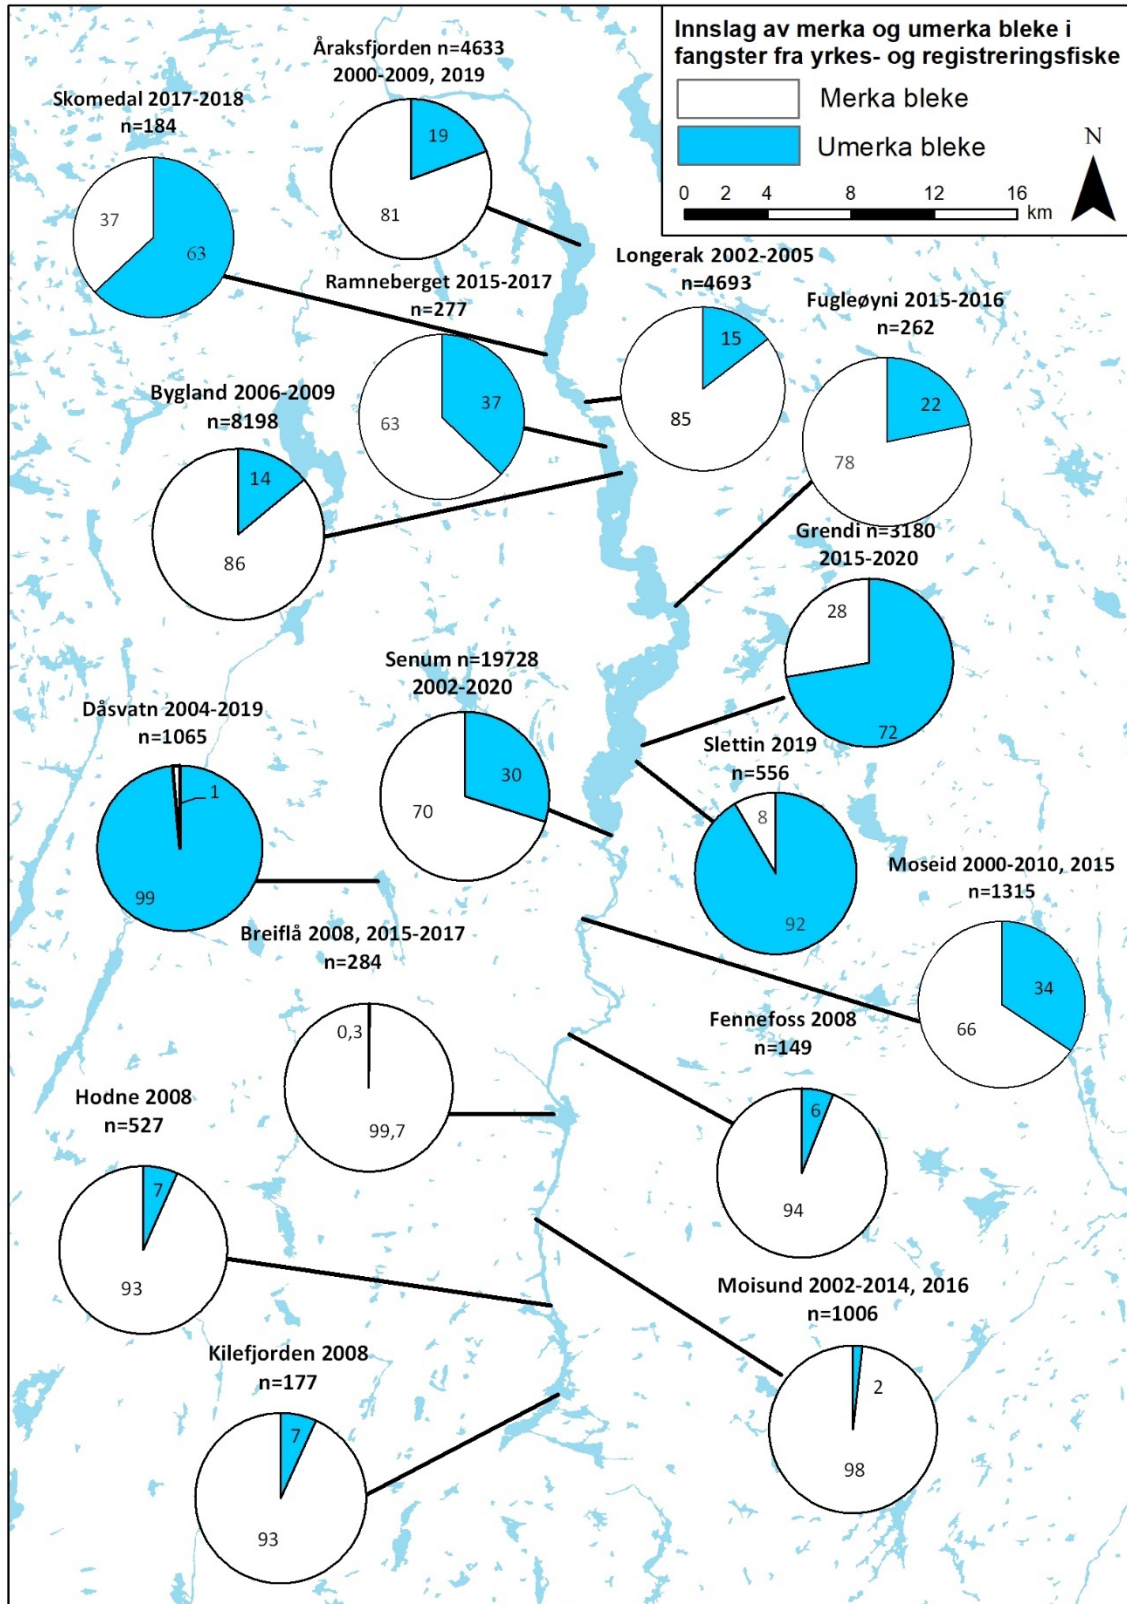 Innslag av merka og umerka bleke i
fangster fra yrkes- og registreringsfiske
Merka bleke
Umerka bleke
N
0 2 4 8 12 16
km
Åraksfjorden n=4633
2000-2009, 2019
19
81
Skomedal 2017-2018
n=184
37
63
Ramneberget 2015-2017
n=277
37
63
Longerak 2002-2005
n=4693
15
85
Fugleøyni 2015-2016
n=262
22
78
Bygland 2006-2009
n=8198
14
86
Grendi n=3180
2015-2020
28
72
Senum n=19728
2002-2020
30
70
Dåsvatn 2004-2019
n=1065
1
99
Slettin 2019
n=556
8
92
Moseid 2000-2010, 2015
n=1315
34
66
Breiflå 2008, 2015-2017
n=284
0,3
99,7
Fennefoss 2008
n=149
6
94
Hodne 2008
n=527
7
93
Moisund 2002-2014, 2016
n=1006
2
98
Kilefjorden 2008
n=177
7
93